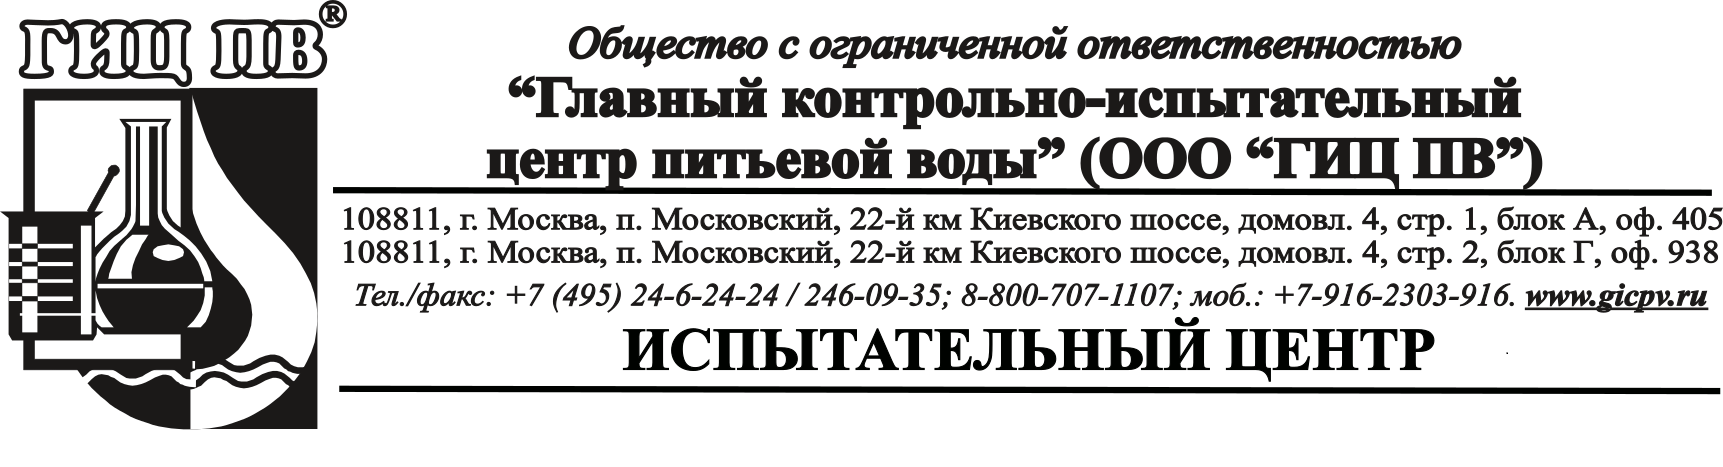 ГИЦ ПВ®
Общество с ограниченной ответственностью
“Главный контрольно-испытательный
центр питьевой воды” (ООО “ГИЦ ПВ”)
108811, г. Москва, п. Московский, 22-й км Киевского шоссе, домовл. 4, стр. 1, блок А, оф. 405
108811, г. Москва, п. Московский, 22-й км Киевского шоссе, домовл. 4, стр. 2, блок Г, оф. 938
Тел./факс: +7 (495) 24-6-24-24 / 246-09-35; 8-800-707-1107; моб.: +7-916-2303-916. www.gicpv.ru
ИСПЫТАТЕЛЬНЫЙ ЦЕНТР